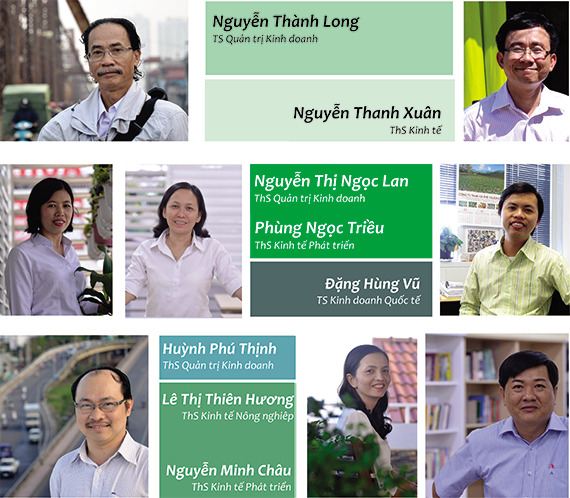 Nguyễn Thành Long
TS Quản trị Kinh doanh
Nguyễn Thanh Xuân
ThS Kinh tế
Nguyễn Thị Ngọc Lan
ThS Quản trị Kinh doanh
Phùng Ngọc Triều
ThS Kinh tế Phát triển
Đặng Hùng Vũ
TS Kinh doanh Quốc tế
Huỳnh Phú Thịnh
ThS Quản trị Kinh doanh
Lê Thị Thiên Hương
ThS Kinh tế Nông nghiệp
Nguyễn Minh Châu
ThS Kinh tế Phát triển